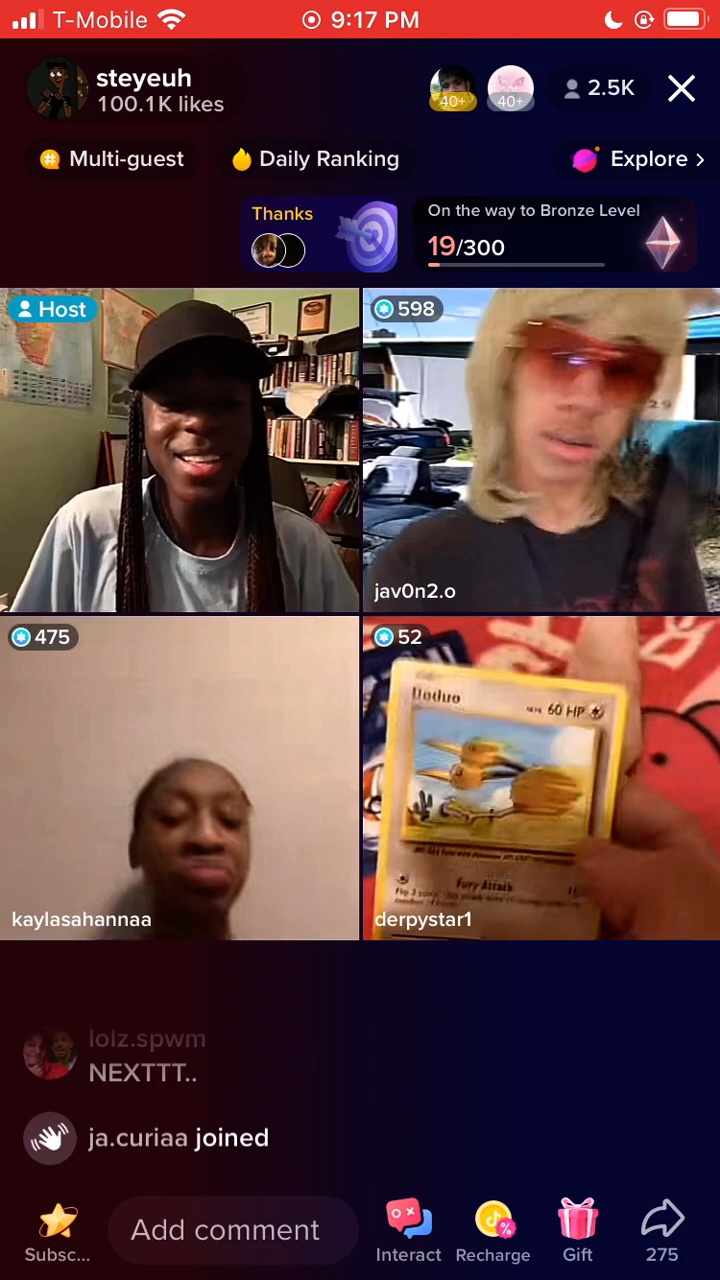 T-Mobile
9:17 PM
steyeuh
100.1K likes
40+
40+
2.5K
Multi-guest
Daily Ranking
Explore >
Thanks
On the way to Bronze Level
19/300
Host
598
jav0n2.o
475
kaylasahannaa
52
Doduo
60 HP
Fury Attack
derpystar1
lolz.spwm
NEXTTT..
ja.curiaa joined
Add comment
Subsc...
Interact
Recharge
Gift
275